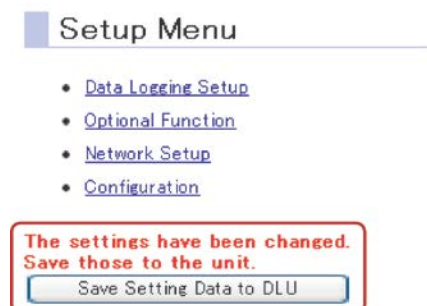 Setup Menu
Data Logging Setup
Optional Function
Network Setup
Configuration
The settings have been changed.
Save those to the unit.
Save Setting Data to DLU